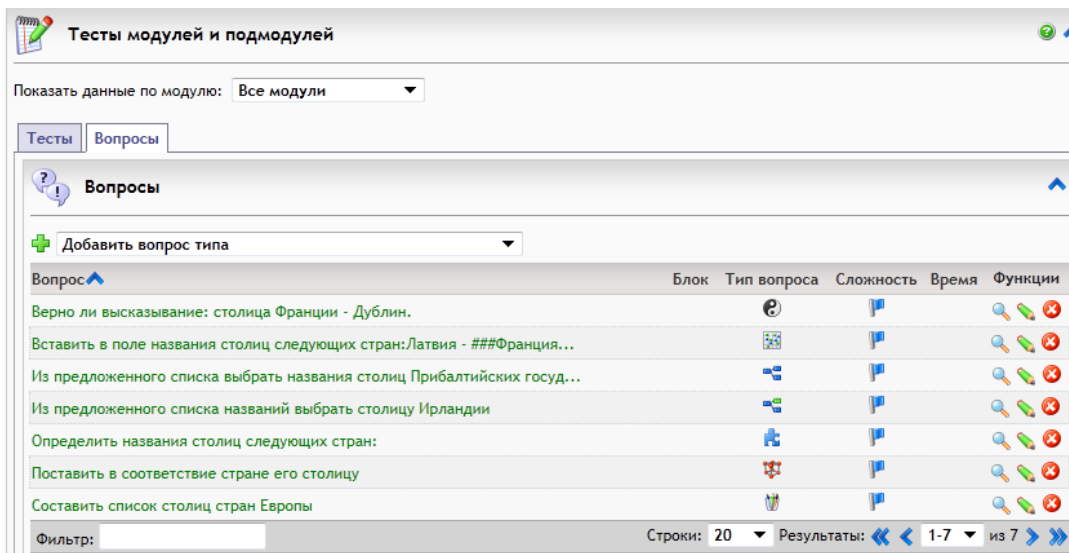 Тесты модулей и подмодулей
Показать данные по модулю: Все модули
Тесты Вопросы
Вопросы
Добавить вопрос типа
Вопрос Блок Тип вопроса Сложность Время Функции
Верно ли высказывание: столица Франции - Дублин.
Вставить в поле названия столиц следующих стран:Латвия - ###Франция...
Из предложенного списка выбрать названия столиц Прибалтийских госуд...
Из предложенного списка названий выбрать столицу Ирландии
Определить названия столиц следующих стран:
Поставить в соответствие стране его столицу
Составить список столиц стран Европы
Фильтр: Строки: 20 Результаты: 1-7 из 7